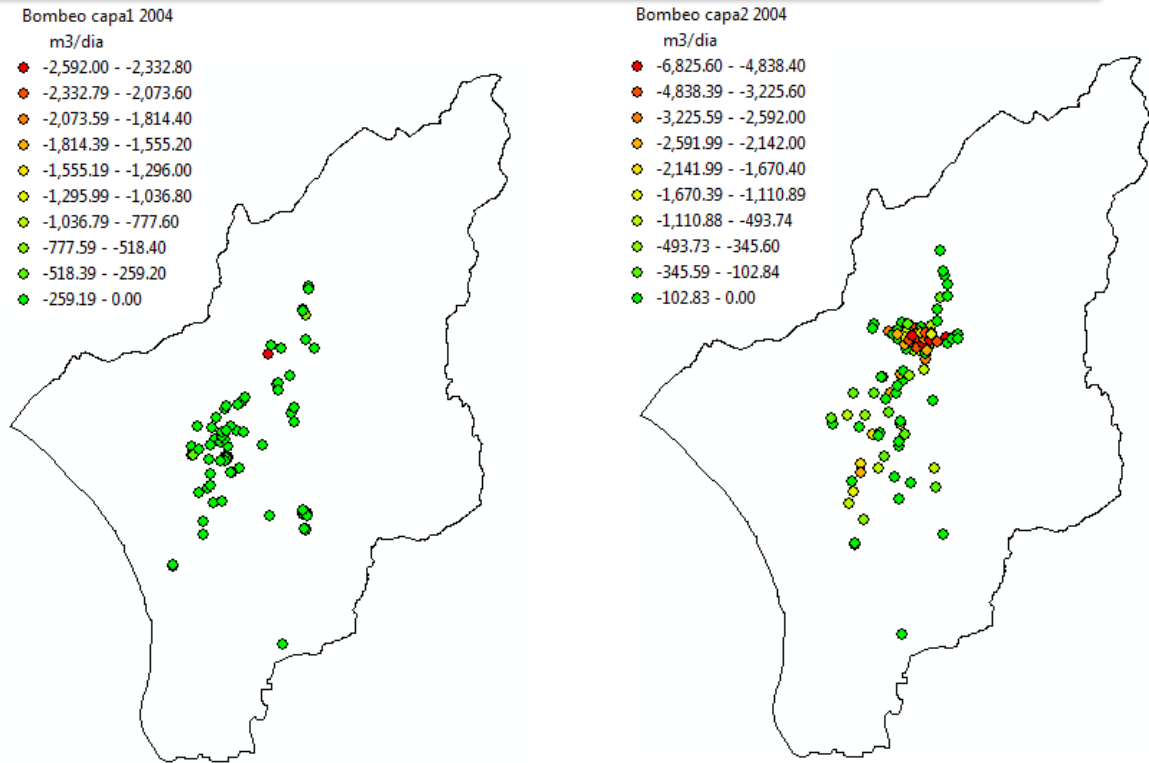 Bombeo capa1 2004
m3/dia
-2,592.00 - -2,332.80
-2,332.79 - -2,073.60
-2,073.59 - -1,814.40
-1,814.39 - -1,555.20
-1,555.19 - -1,296.00
-1,295.99 - -1,036.80
-1,036.79 - -777.60
-777.59 - -518.40
-518.39 - -259.20
-259.19 - 0.00
Bombeo capa2 2004
m3/dia
-6,825.60 - -4,838.40
-4,838.39 - -3,225.60
-3,225.59 - -2,592.00
-2,591.99 - -2,142.00
-2,141.99 - -1,670.40
-1,670.39 - -1,110.89
-1,110.88 - -493.74
-493.73 - -345.60
-345.59 - -102.84
-102.83 - 0.00